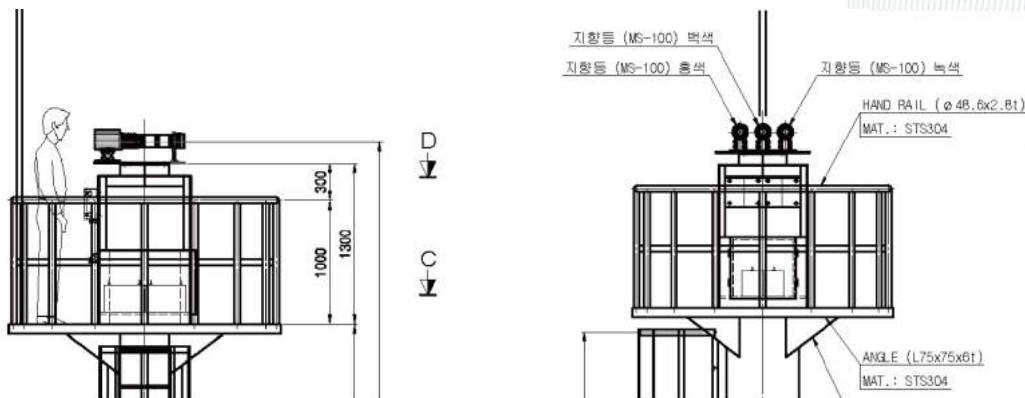 D
300
1000
1300
C
지향등 (MS-100) 백색
지향등 (MS-100) 홍색
지향등 (MS-100) 녹색
HAND RAIL (ø48.6x2.8t)
MAT.: STS304
ANGLE (L75x75x6t)
MAT.: STS304